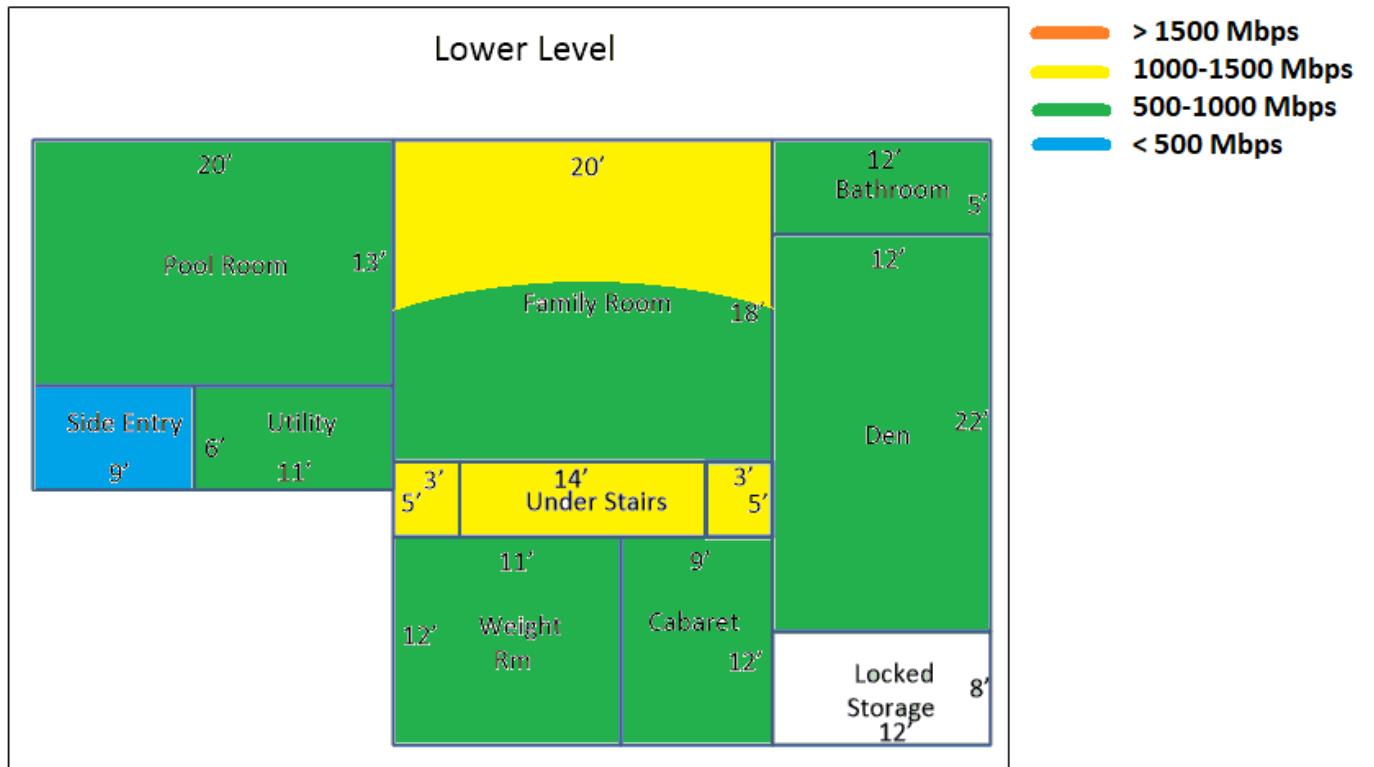 Lower Level
> 1500 Mbps
1000-1500 Mbps
500-1000 Mbps
< 500 Mbps
20’
Pool Room
13’
20’
Family Room
18’
12’
Bathroom
5’
12’
Den
22’
Side Entry
9’
6’
Utility
11’
3’
5’
14’
Under Stairs
3’
5’
11’
12’
Weight
Rm
9’
Cabaret
12’
Locked
Storage
8’
12’